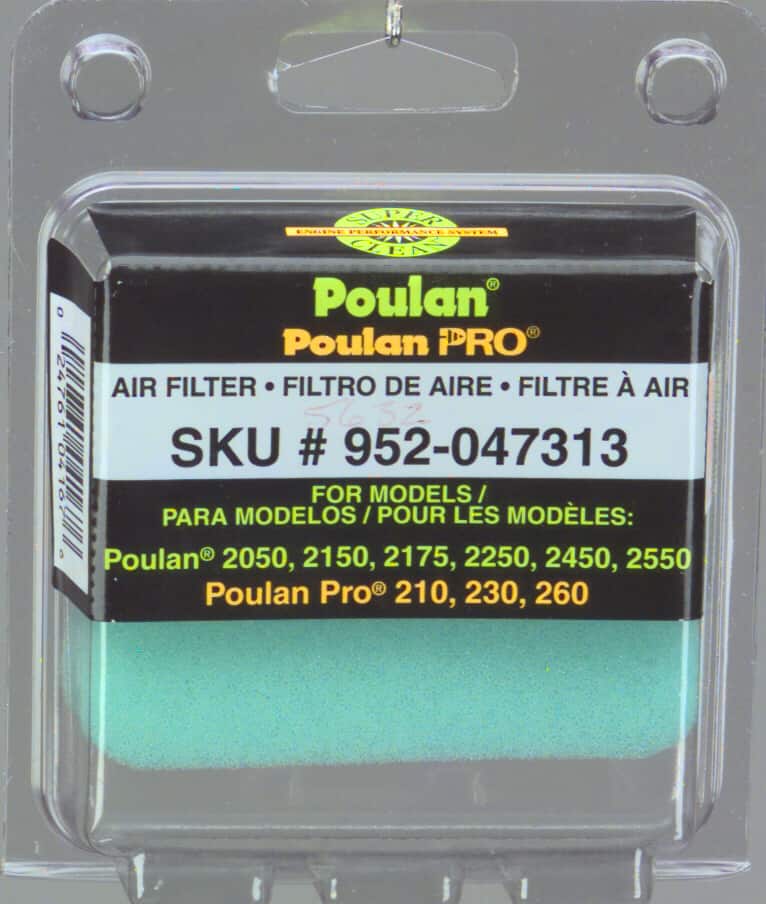 SUPER
ENGINE PERFORMANCE SYSTEM
CLEAN
Poulan®
Poulan PRO®
AIR FILTER • FILTRO DE AIRE • FILTRE À AIR
5632
SKU # 952-047313
FOR MODELS /
PARA MODELOS / POUR LES MODÈLES:
Poulan® 2050, 2150, 2175, 2250, 2450, 2550
Poulan Pro® 210, 230, 260